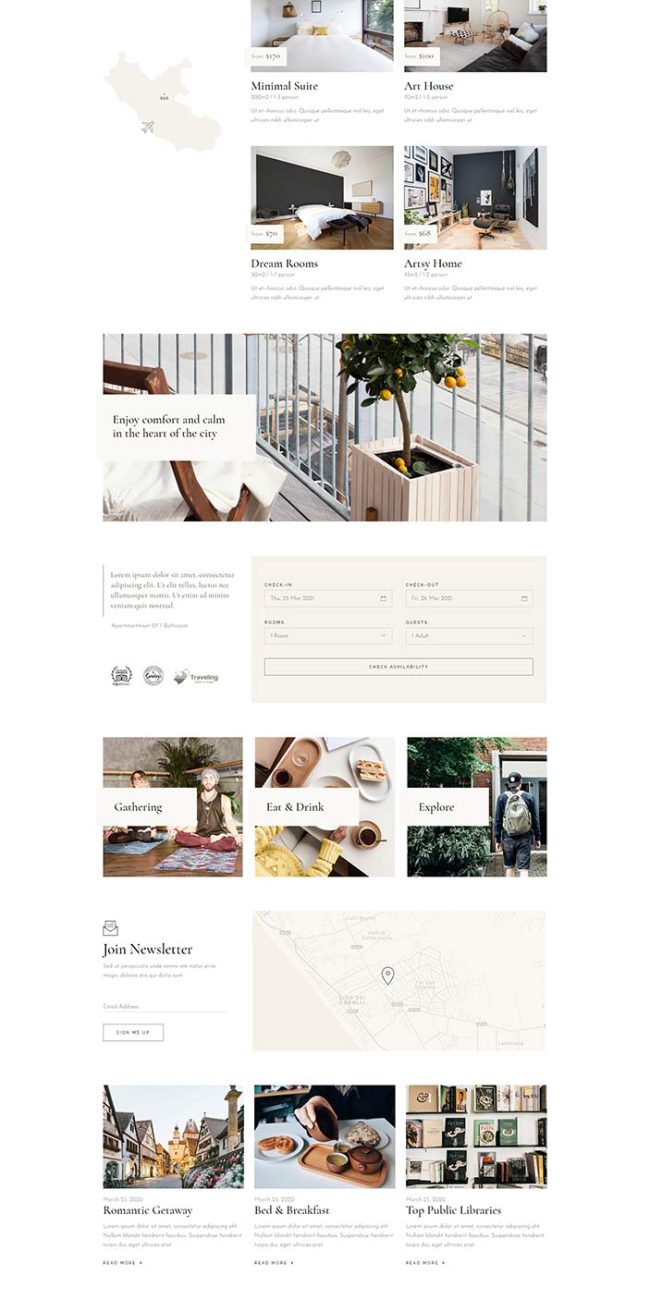 from $170
from $100
Minimal Suite
200m2 / 1-3 person
Ut et rhoncus odio. Quisque pellentesque nisl leo, eget
ultricies nibh ullamcorper ut
Art House
70m2 / 1-3 person
Ut et rhoncus odio. Quisque pellentesque nisl leo, eget
ultricies nibh ullamcorper ut
from $70
from $68
Dream Rooms
Ut et rhoncus odio. Quisque pellentesque nisl leo, eget
ultricies nibh ullamcorper ut
Artsy Home
45m2 / 1-2 person
Ut et rhoncus odio. Quisque pellentesque nisl leo, eget
ultricies nibh ullamcorper ut
Enjoy comfort and calm
in the heart of the city
Lorem ipsum dolor sit amet, consectetur
adipiscing elit. Ut elit tellus, luctus nec
ullamcorper mattis. Ut enim ad minim
veniam quis nostrud.
Apartmentment 07 / Bathroom
Traveling
CHECK-IN
Thu, 25 Mar 2021
CHECK-OUT
Fri, 26 Mar 2021
ROOMS
1 Room
GUESTS
1 Adult
CHECK AVAILABILITY
Gathering
Eat & Drink
Explore
Join Newsletter
Sed ut perspiciatis unde omnis iste natus error
magni dolores eos qui dicta sunt
Email Address
SIGN ME UP
Landriana
March 23, 2020
Romantic Getaway
Lorem ipsum dolor sit amet, consectetur adipiscing elit.
Nullam blandit hendrerit faucibus. Suspendisse hendrerit
turpis dui, eget ultricies erat
READ MORE
March 23, 2020
Bed & Breakfast
Lorem ipsum dolor sit amet, consectetur adipiscing elit.
Nullam blandit hendrerit faucibus. Suspendisse hendrerit
turpis dui, eget ultricies erat
READ MORE
March 23, 2020
Top Public Libraries
Lorem ipsum dolor sit amet, consectetur adipiscing elit.
Nullam blandit hendrerit faucibus. Suspendisse hendrerit
turpis dui, eget ultricies erat
READ MORE